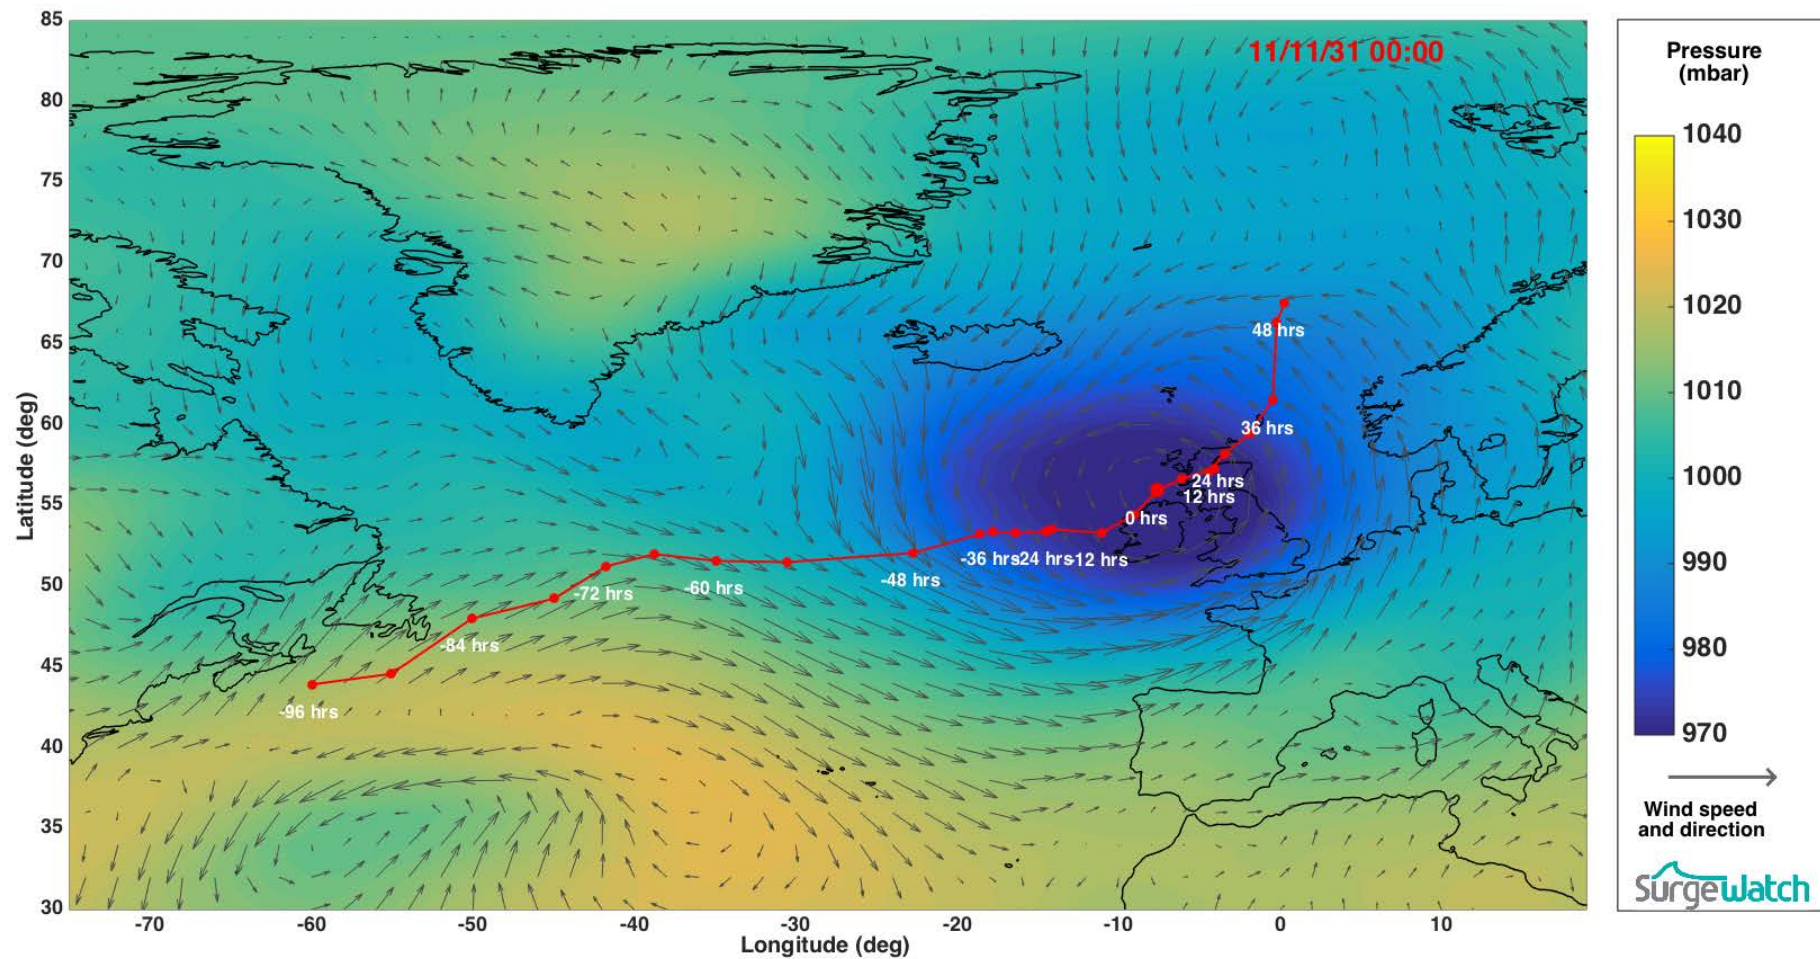 11/11/31 00:00
85
80
75
70
65
60
55
50
45
40
35
30
Latitude (deg)
48 hrs
36 hrs
24 hrs
12 hrs
0 hrs
-36 hrs
-24 hrs
-12 hrs
-48 hrs
-60 hrs
-72 hrs
-84 hrs
-96 hrs
-70 -60 -50 -40 -30 -20 -10 0 10
Longitude (deg)
Pressure
(mbar)
1040
1030
1020
1010
1000
990
980
970
Wind speed
and direction
Surgewatch